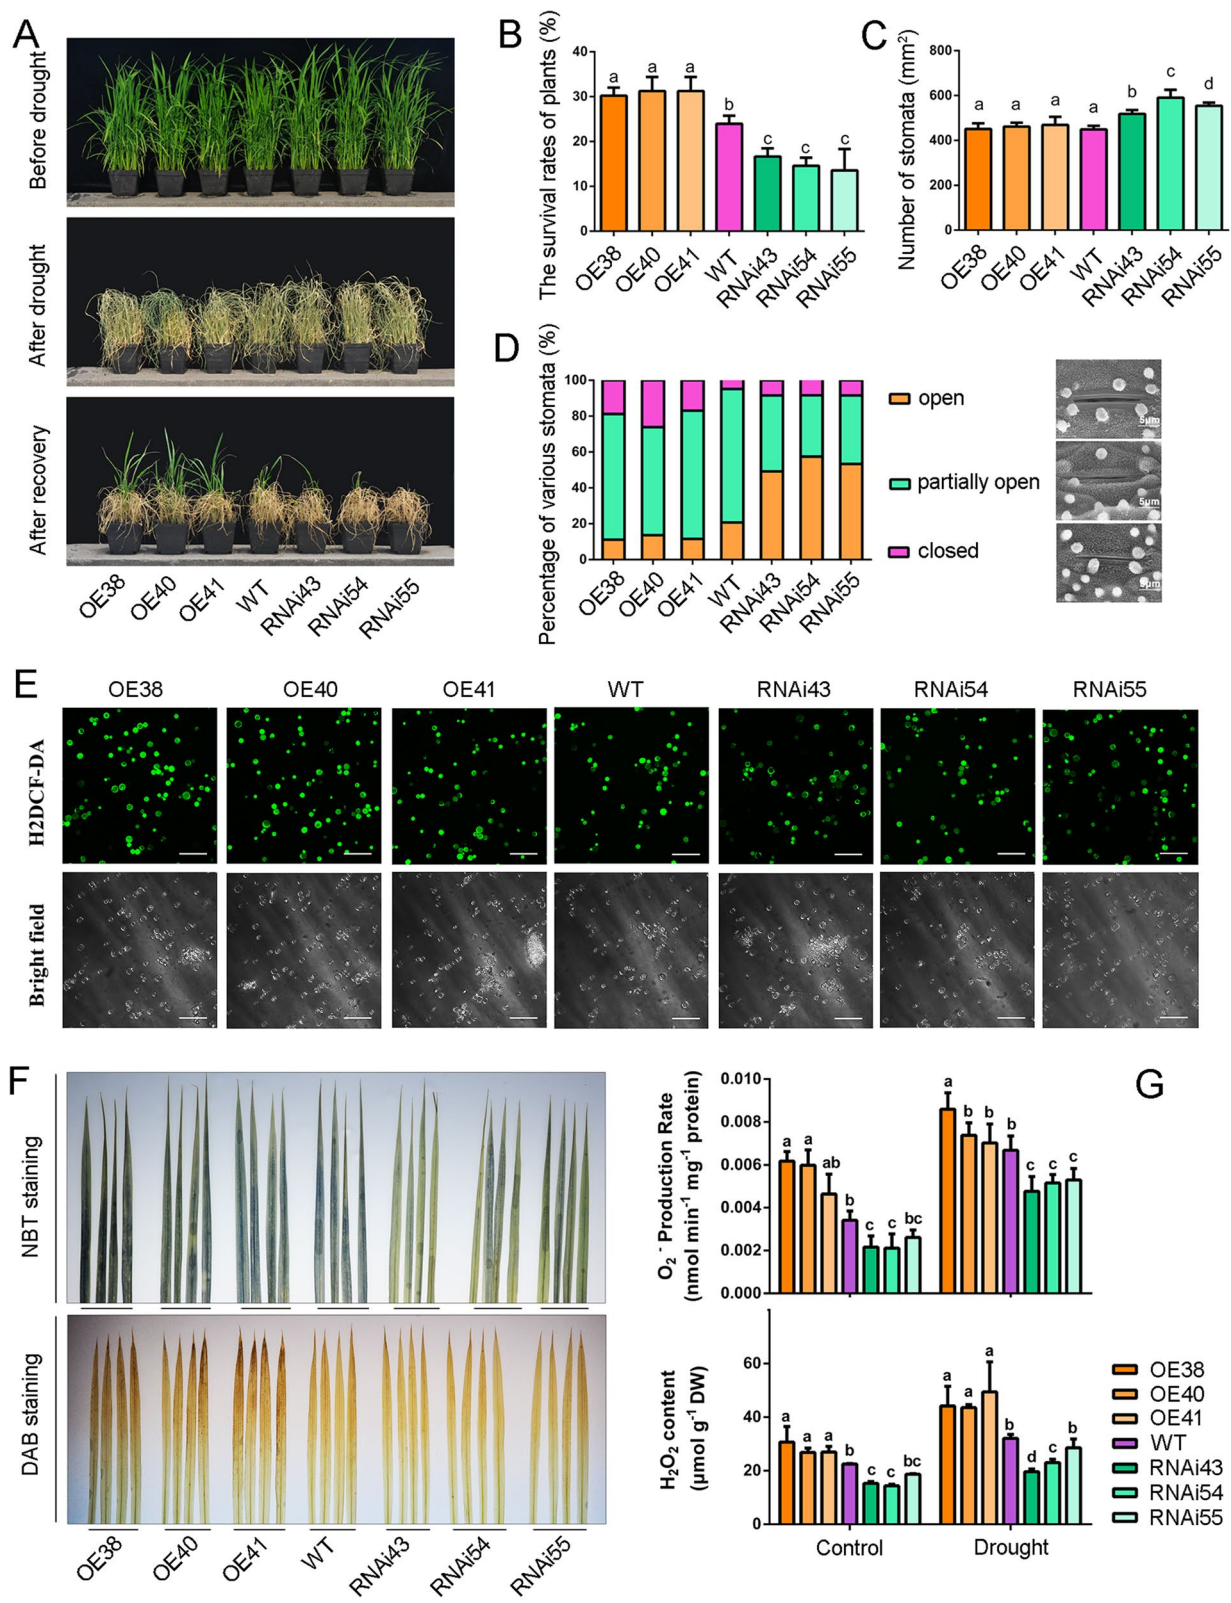 A
Before drought
After drought
After recovery
OE38 OE40 OE41 WT RNAi43 RNAi54 RNAi55
B
The survival rates of plants (%)
40
30
20
10
0
a a a b c c c
OE38 OE40 OE41 WT RNAi43 RNAi54 RNAi55
C
Number of stomata (mm²)
800
600
400
200
0
a a a a b c d
OE38 OE40 OE41 WT RNAi43 RNAi54 RNAi55
D
Percentage of various stomata (%)
100
80
60
40
20
0
OE38 OE40 OE41 WT RNAi43 RNAi54 RNAi55
open
partially open
closed
5μm
5μm
5μm
E
OE38 OE40 OE41 WT RNAi43 RNAi54 RNAi55
H2DCF-DA
Bright field
F
NBT staining
DAB staining
OE38 OE40 OE41 WT RNAi43 RNAi54 RNAi55
G
O₂⁻ Production Rate
(nmol min⁻¹ mg⁻¹ protein)
0.010
0.008
0.006
0.004
0.002
0.000
a a ab b c c bc
a b b b c c c
H₂O₂ content
(μmol g⁻¹ DW)
60
40
20
0
a a a b c c bc
a a a b d c b
Control Drought
OE38
OE40
OE41
WT
RNAi43
RNAi54
RNAi55